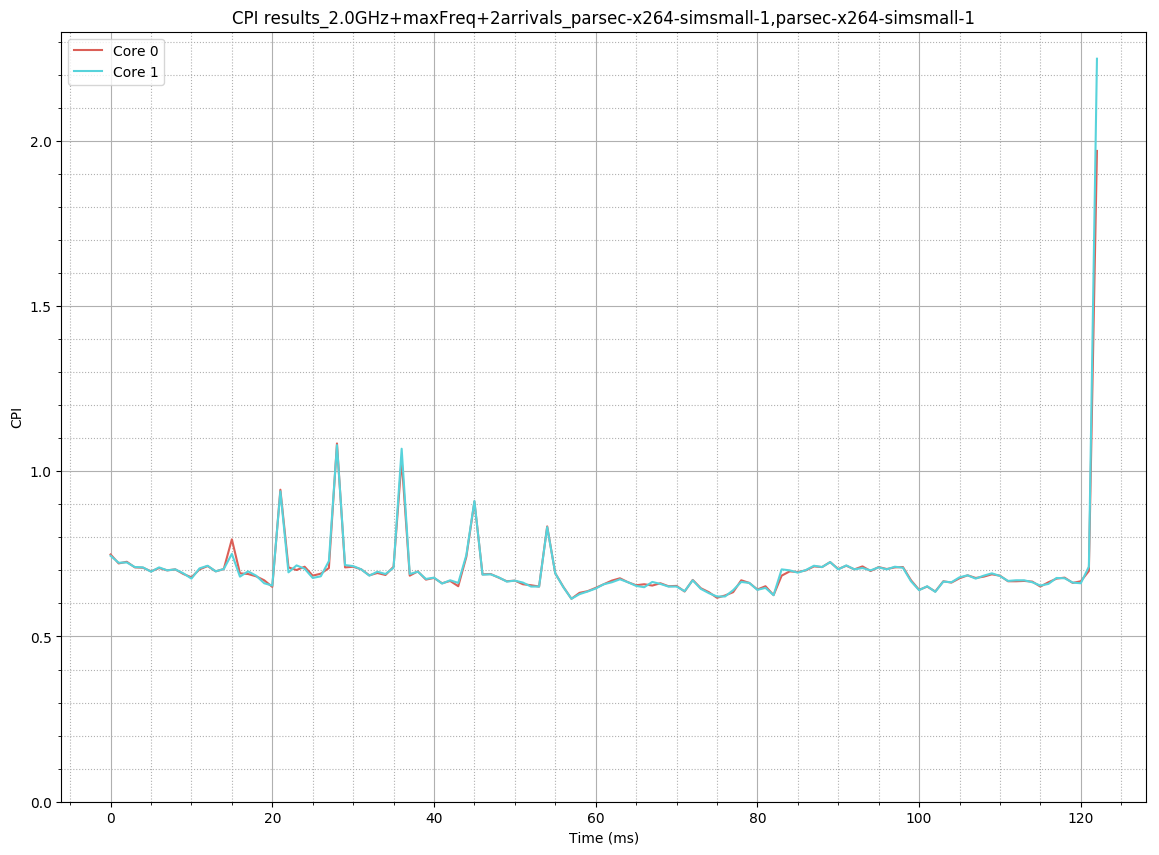 CPI results_2.0GHz+maxFreq+2arrivals_parsec-x264-simsmall-1,parsec-x264-simsmall-1
Core 0
Core 1
2.0
1.5
1.0
0.5
0.0
CPI
0 20 40 60 80 100 120
Time (ms)